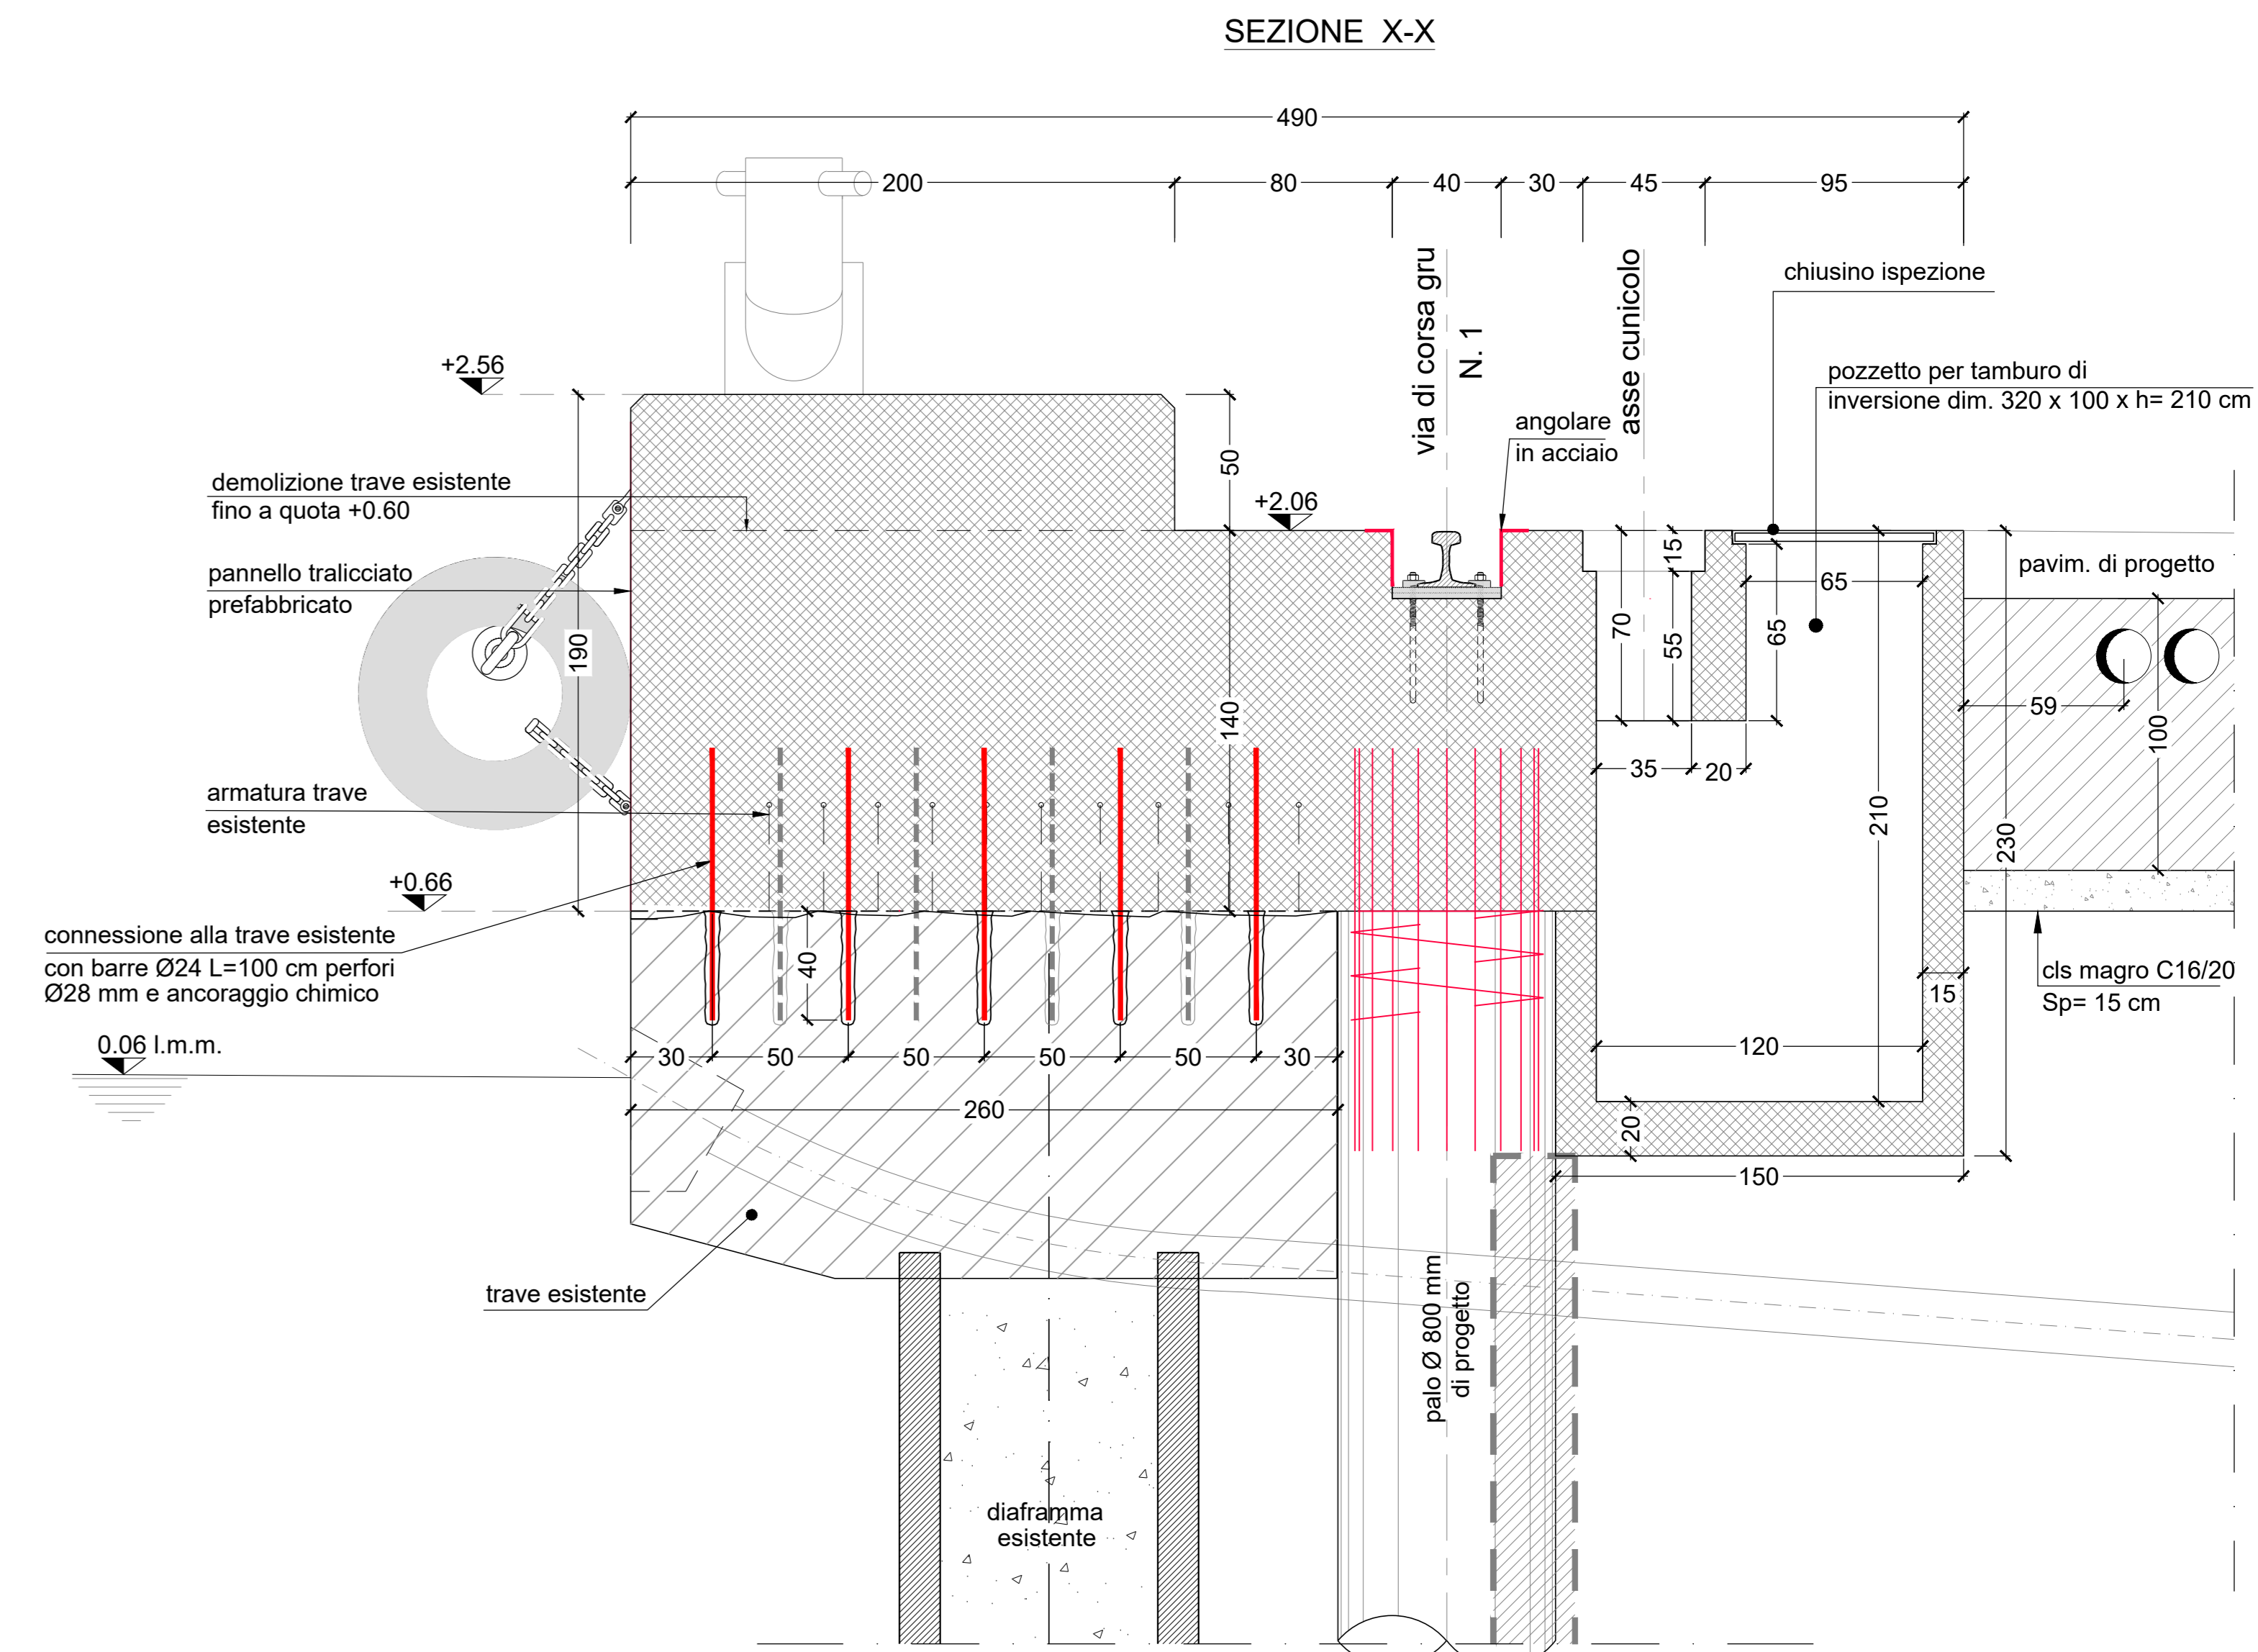 SEZIONE X-X
490
200
80
40
30
45
95
via di corsa gru
N. 1
asse cunicolo
chiusino ispezione
+2.56
pozzetto per tamburo di
inversione dim. 320 x 100 x h= 210 cm
angolare
in acciaio
50
demolizione trave esistente
fino a quota +0.60
+2.06
15
pavim. di progetto
pannello tralicciato
prefabbricato
65
190
70
55
65
59
140
100
35
20
armatura trave
esistente
210
230
+0.66
connessione alla trave esistente
con barre Ø24 L=100 cm perfori
Ø28 mm e ancoraggio chimico
40
cls magro C16/20
Sp= 15 cm
15
0.06 l.m.m.
30
50
50
50
50
30
120
260
20
150
trave esistente
palo Ø 800 mm
di progetto
diaframma
esistente